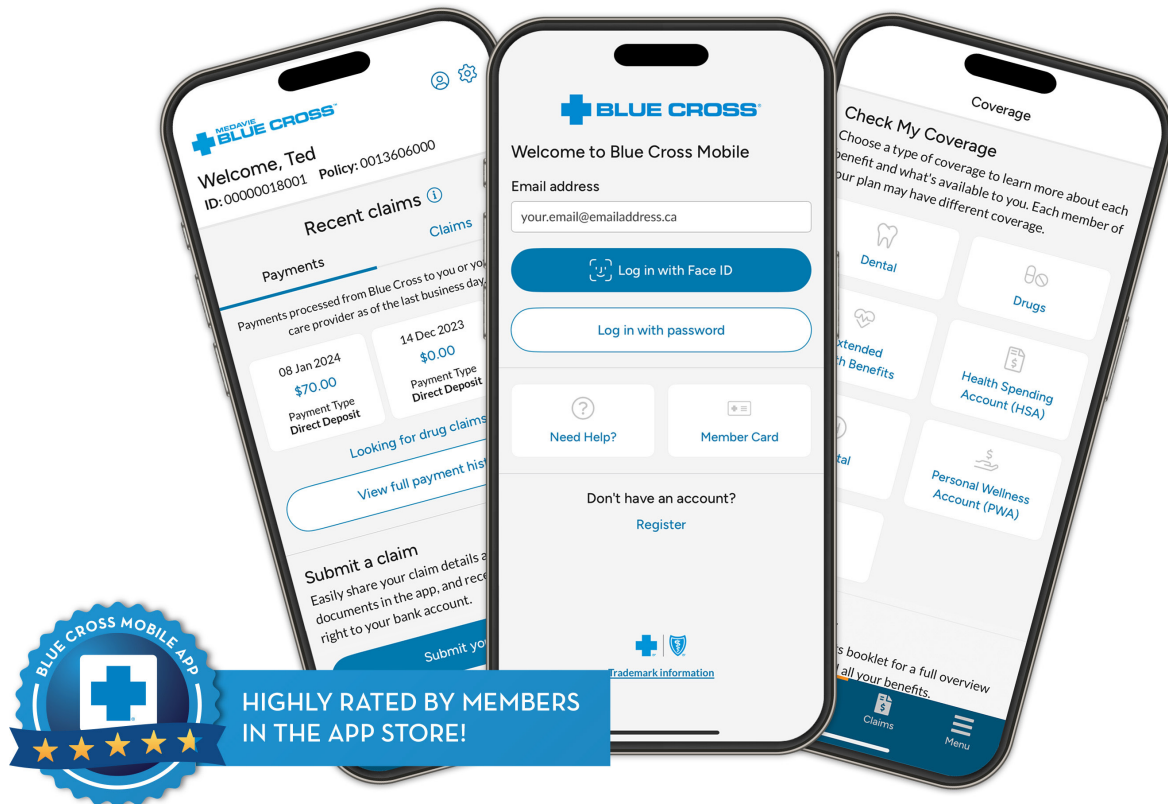 MEDAVIE
BLUE CROSS™
Welcome, Ted
ID: 00000018001 Policy: 0013606000
Recent claims
Payments
Claims
Payments processed from Blue Cross to you or
care provider as of the last business day.
08 Jan 2024
$70.00
Payment Type
Direct Deposit
14 Dec 2023
$0.00
Payment Type
Direct Deposit
Looking for drug claims
View full payment
Submit a claim
Easily share your claim details
documents in the app, and
right to your bank account.
Submit
BLUE CROSS®
Welcome to Blue Cross Mobile
Email address
your.email@emailaddress.ca
Log in with Face ID
Log in with password
Need Help?
Member Card
Don't have an account?
Register
Trademark information
Coverage
Check My Coverage
Choose a type of coverage to learn more about each
benefit and what's available to you. Each member of
your plan may have different coverage.
Dental
Drugs
Benefits
Health Spending
Account (HSA)
Personal Wellness
Account (PWA)
booklet for a full overview
all your benefits.
Claims
Menu
BLUE CROSS MOBILE APP
HIGHLY RATED BY MEMBERS
IN THE APP STORE!